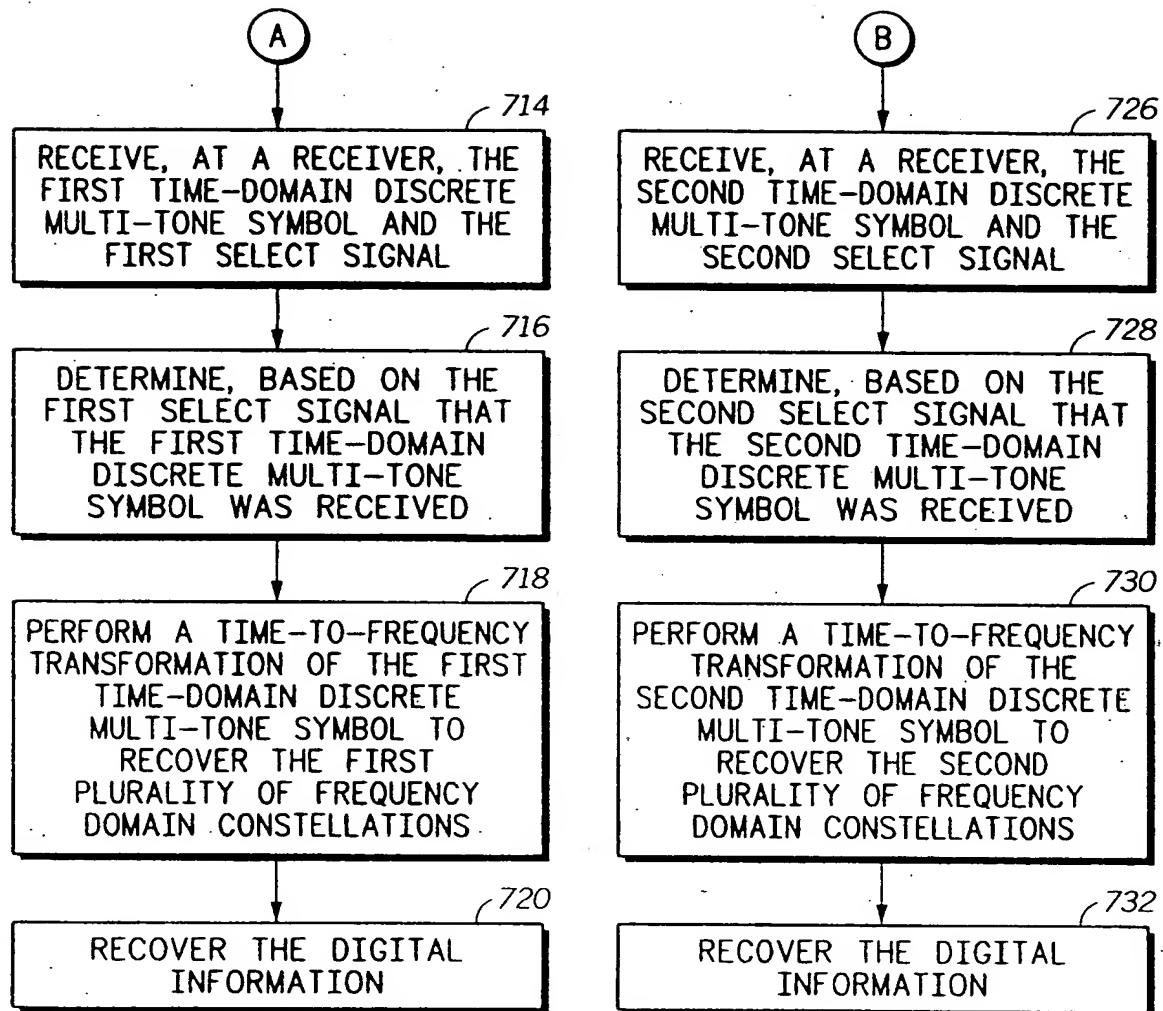 A
714
RECEIVE, AT A RECEIVER, THE
FIRST TIME-DOMAIN DISCRETE
MULTI-TONE SYMBOL AND THE
FIRST SELECT SIGNAL
716
DETERMINE, BASED ON THE
FIRST SELECT SIGNAL THAT
THE FIRST TIME-DOMAIN
DISCRETE MULTI-TONE
SYMBOL WAS RECEIVED
718
PERFORM A TIME-TO-FREQUENCY
TRANSFORMATION OF THE FIRST
TIME-DOMAIN DISCRETE
MULTI-TONE SYMBOL TO
RECOVER THE FIRST
PLURALITY OF FREQUENCY
DOMAIN CONSTELLATIONS
720
RECOVER THE DIGITAL
INFORMATION
B
726
RECEIVE, AT A RECEIVER, THE
SECOND TIME-DOMAIN DISCRETE
MULTI-TONE SYMBOL AND THE
SECOND SELECT SIGNAL
728
DETERMINE, BASED ON THE
SECOND SELECT SIGNAL THAT
THE SECOND TIME-DOMAIN
DISCRETE MULTI-TONE
SYMBOL WAS RECEIVED
730
PERFORM A TIME-TO-FREQUENCY
TRANSFORMATION OF THE
SECOND TIME-DOMAIN DISCRETE
MULTI-TONE SYMBOL TO
RECOVER THE SECOND
PLURALITY OF FREQUENCY
DOMAIN CONSTELLATIONS
732
RECOVER THE DIGITAL
INFORMATION